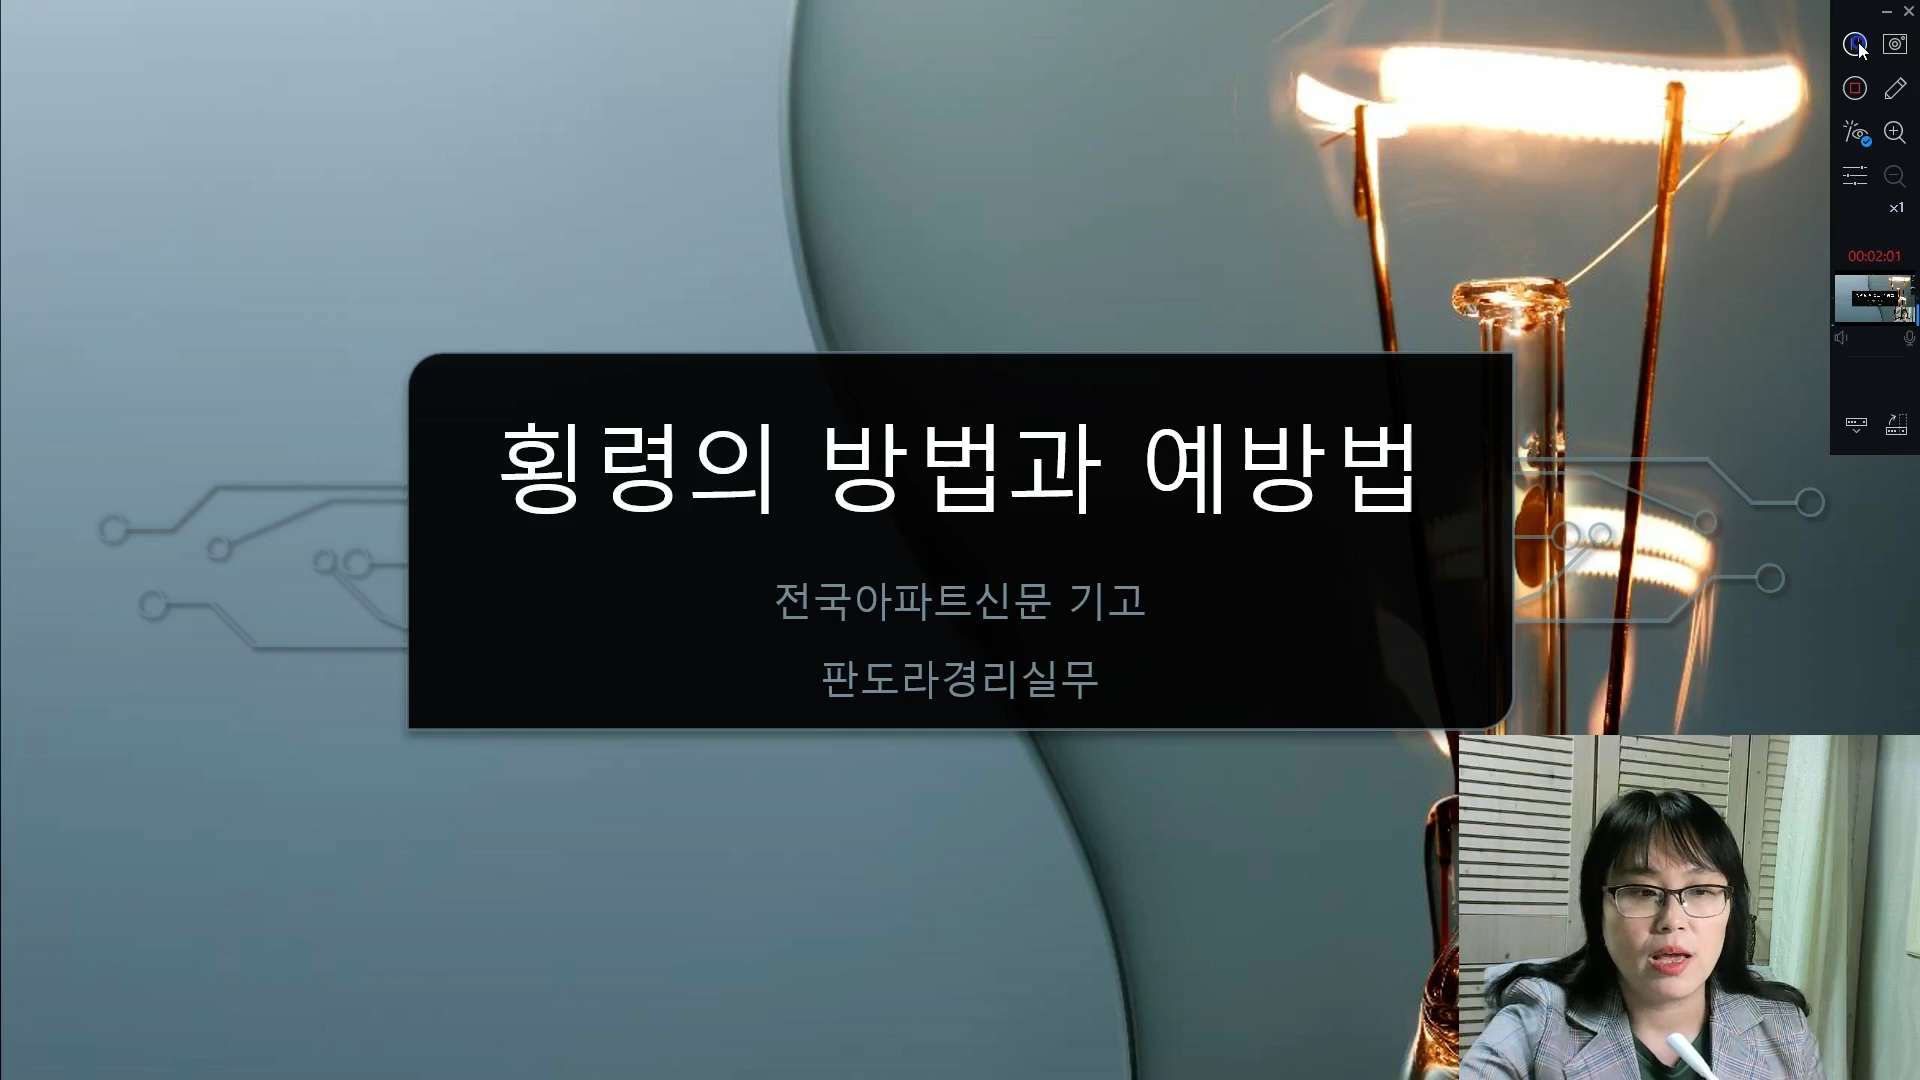 횡령의 방법과 예방법
전국아파트신문 기고
판도라경리실무
x1
00:02:01